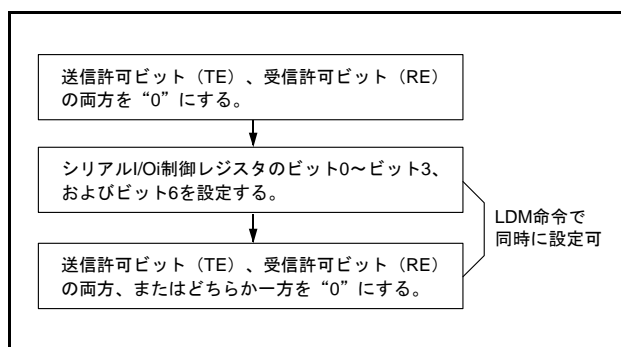 送信許可ビット（TE）、受信許可ビット（RE）
の両方を“0”にする。
シリアルI/Oi制御レジスタのビット0～ビット3、
およびビット6を設定する。
送信許可ビット（TE）、受信許可ビット（RE）
の両方、またはどちらか一方を“0”にする。
LDM命令で
同時に設定可